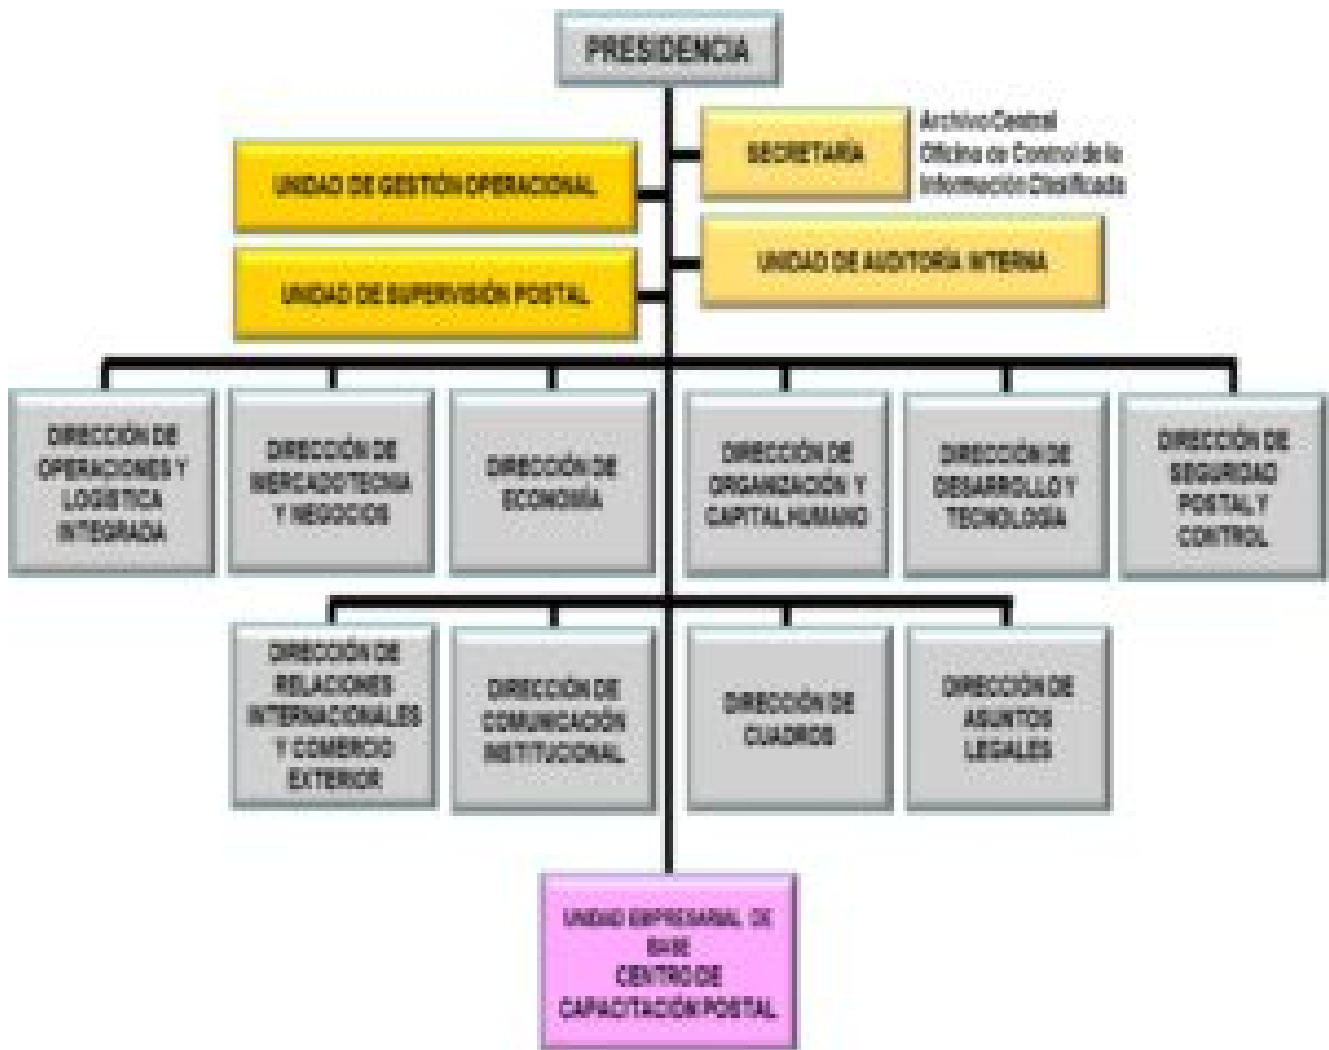 PRESIDENCIA
SECRETARÍA
Archivo Central
Oficina de Control de la
Información Clasificada
UNIDAD DE GESTIÓN OPERACIONAL
UNIDAD DE AUDITORÍA INTERNA
UNIDAD DE SUPERVISIÓN POSTAL
DIRECCIÓN DE
OPERACIONES Y
LOGISTICA
INTEGRADA
DIRECCIÓN DE
MERCADOTECNIA
Y NEGOCIOS
DIRECCIÓN DE
ECONOMÍA
DIRECCIÓN DE
ORGANIZACIÓN Y
CAPITAL HUMANO
DIRECCIÓN DE
DESARROLLO Y
TECNOLOGÍA
DIRECCIÓN DE
SEGURIDAD
POSTAL Y
CONTROL
DIRECCIÓN DE
RELACIONES
INTERNACIONALES
Y COMERCIO
EXTERIOR
DIRECCIÓN DE
COMUNICACIÓN
INSTITUCIONAL
DIRECCIÓN DE
CUADROS
DIRECCIÓN DE
ASUNTOS
LEGALES
UNIDAD EMPRESARIAL DE
BASE
CENTRO DE
CAPACITACIÓN POSTAL